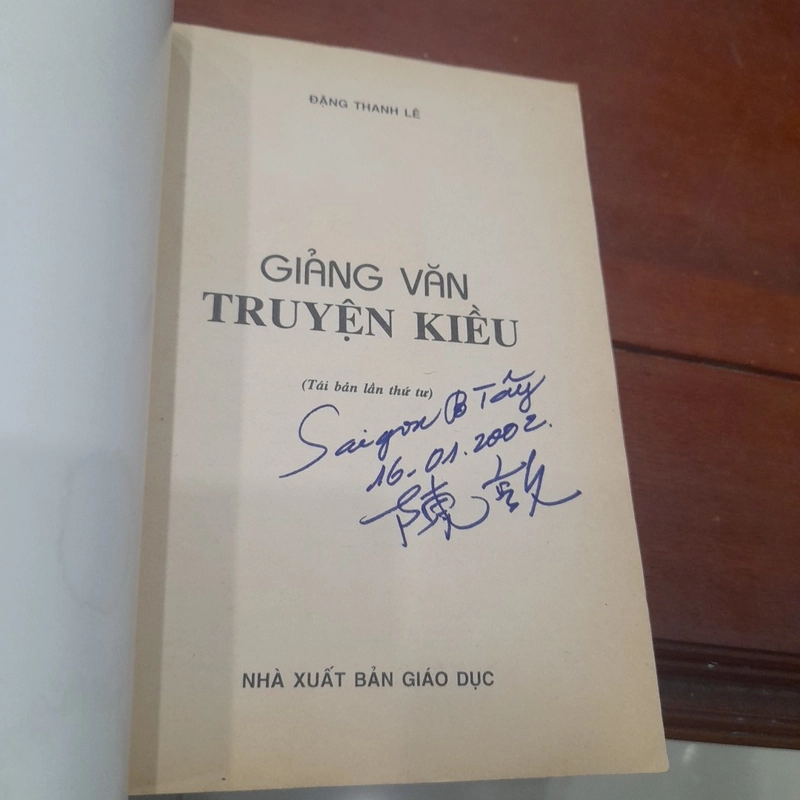 ĐẶNG THANH LÊ
GIẢNG VĂN
TRUYỆN KIỀU
(Tái bản lần thứ tư)
Saigon B Tây
16-01.2002.
陳
NHÀ XUẤT BẢN GIÁO DỤC